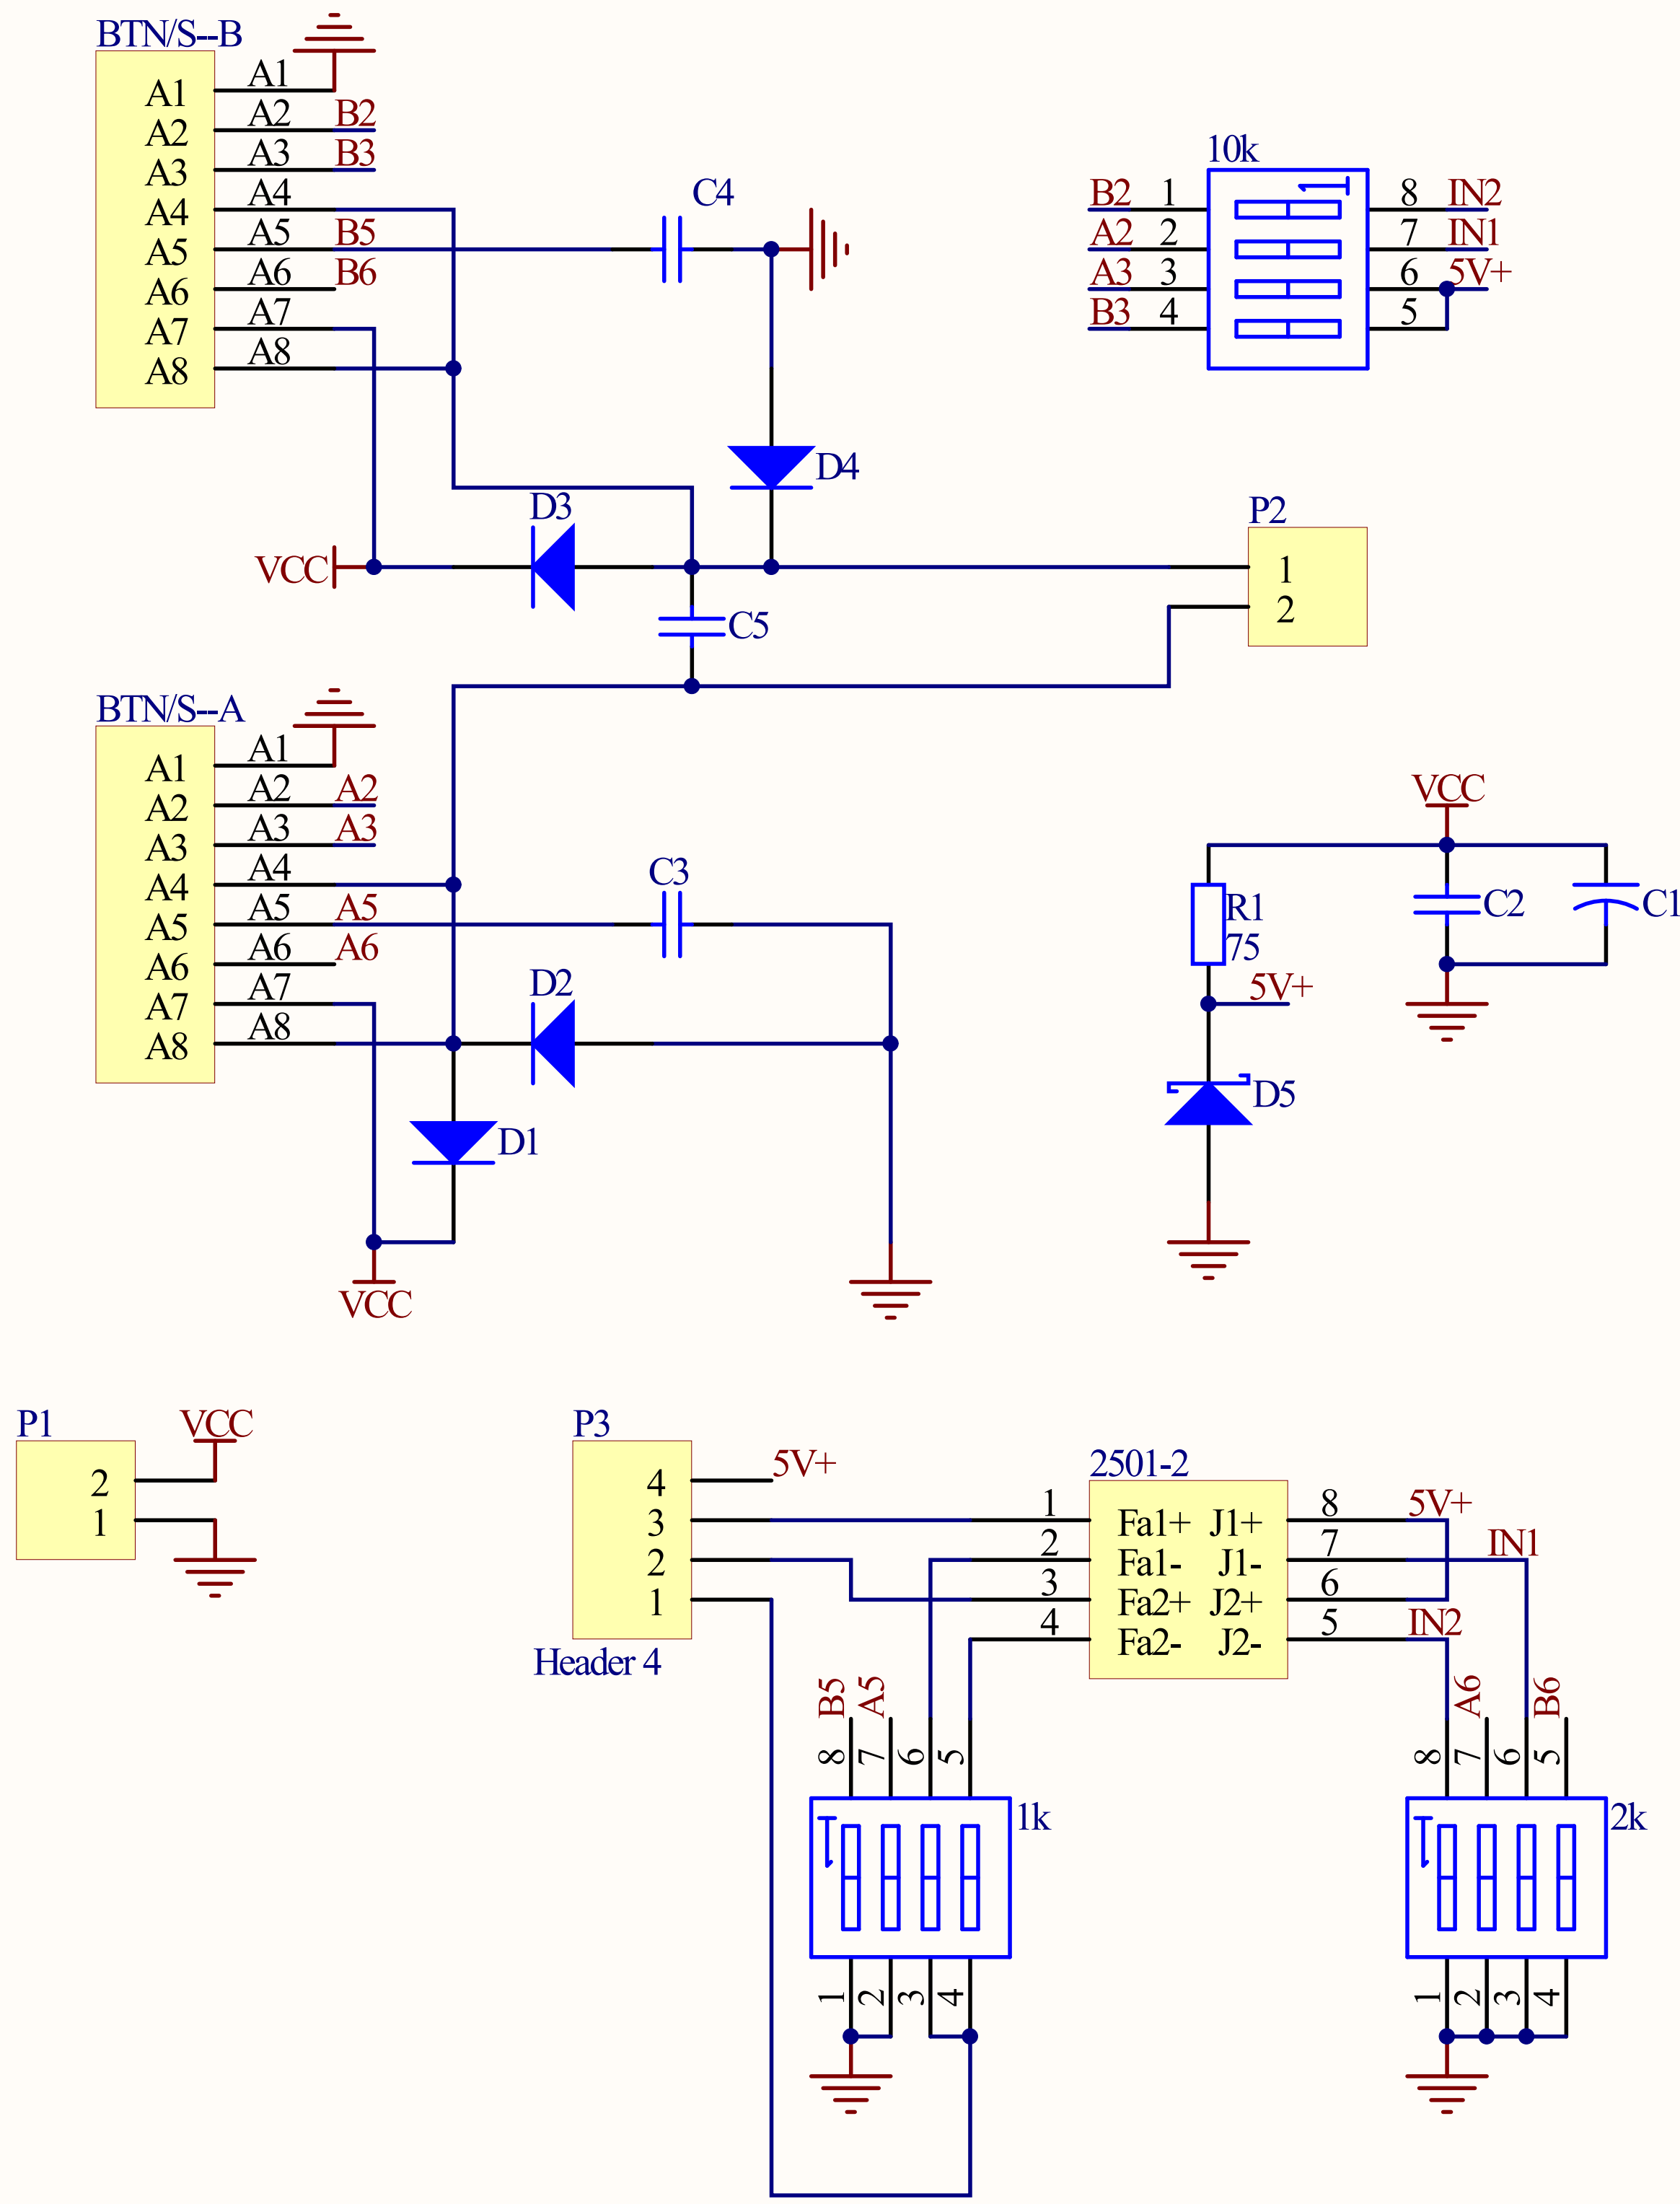 BTN/S--B
A1 A1
A2 A2 B2
A3 A3 B3
A4 A4
A5 A5 B5
A6 A6 B6
A7 A7
A8 A8
C4
10k
B2 1 8 IN2
A2 2 7 IN1
A3 3 6 5V+
B3 4 5
D4
D3
VCC
C5
P2
1
2
BTN/S--A
A1 A1
A2 A2 A2
A3 A3 A3
A4 A4
A5 A5 A5
A6 A6 A6
A7 A7
A8 A8
C3
D2
D1
VCC
VCC
R1
75
C2
C1
5V+
D5
P1
VCC
2
1
P3
4 5V+
3
2
1
Header 4
2501-2
1 Fa1+ J1+ 8 5V+
2 Fa1- J1- 7 IN1
3 Fa2+ J2+ 6
4 Fa2- J2- 5 IN2
B5 A5
8 7 6 5
1k
1 2 3 4
A6 B6
8 7 6 5
2k
1 2 3 4